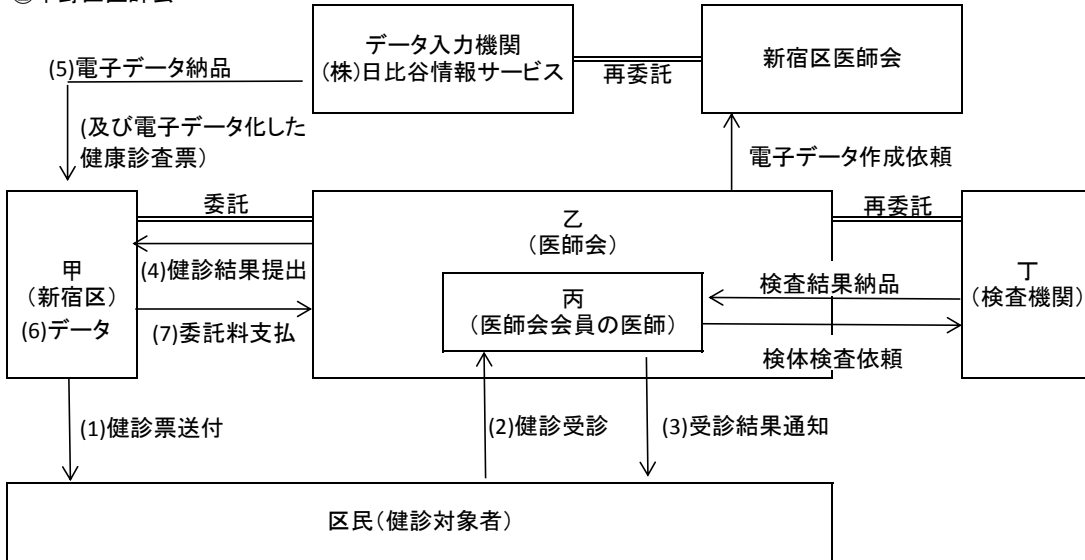 データ入力機関
(株)日比谷情報サービス
再委託
新宿区医師会
(5)電子データ納品
(及び電子データ化した
健康診査票)
電子データ作成依頼
委託
乙
(医師会)
再委託
甲
(新宿区)
(6)データ
(4)健診結果提出
(7)委託料支払
丙
(医師会会員の医師)
検査結果納品
検体検査依頼
丁
(検査機関)
(1)健診票送付
(2)健診受診
(3)受診結果通知
区民(健診対象者)